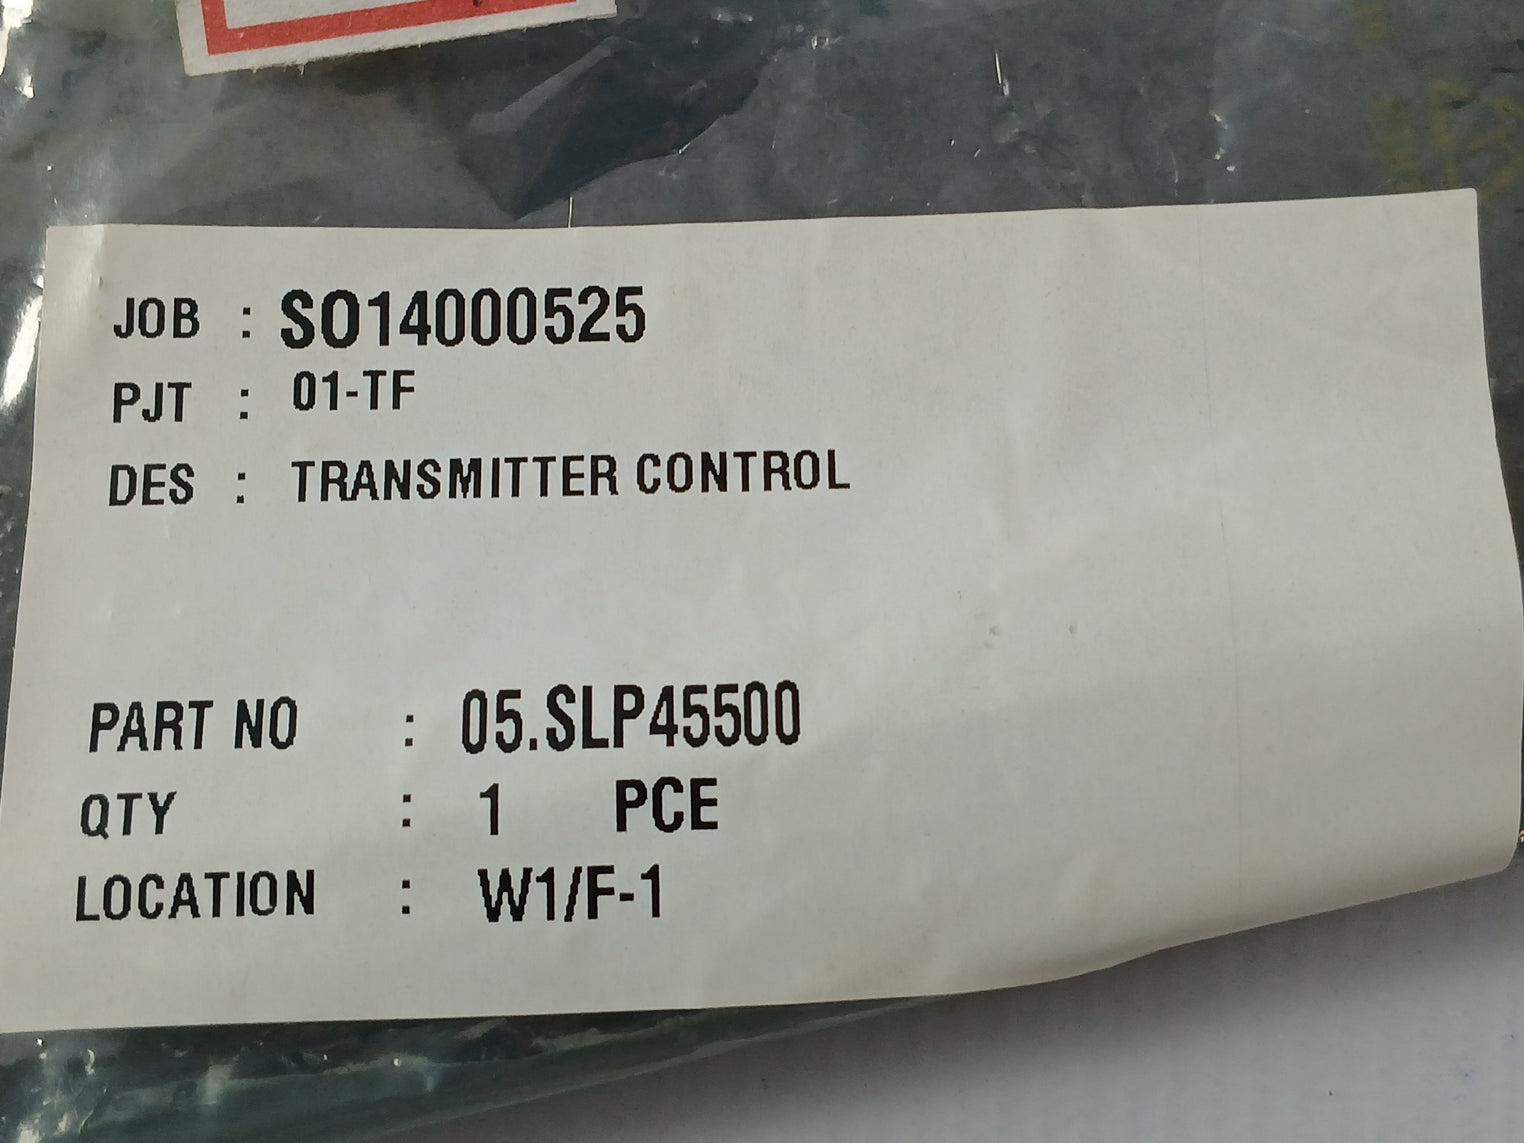 JOB : SO14000525
PJT : 01-TF
DES : TRANSMITTER CONTROL
PART NO : 05.SLP45500
QTY : 1 PCE
LOCATION : W1/F-1